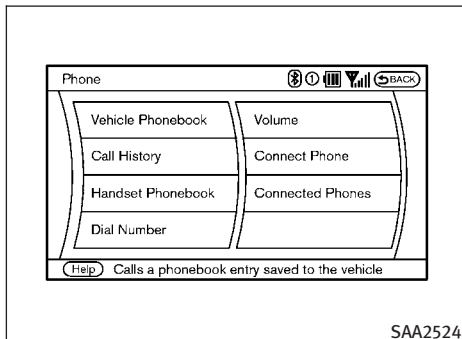 Phone ① BACK
Vehicle Phonebook
Call History
Handset Phonebook
Dial Number
Volume
Connect Phone
Connected Phones
Help Calls a phonebook entry saved to the vehicle
SAA2524